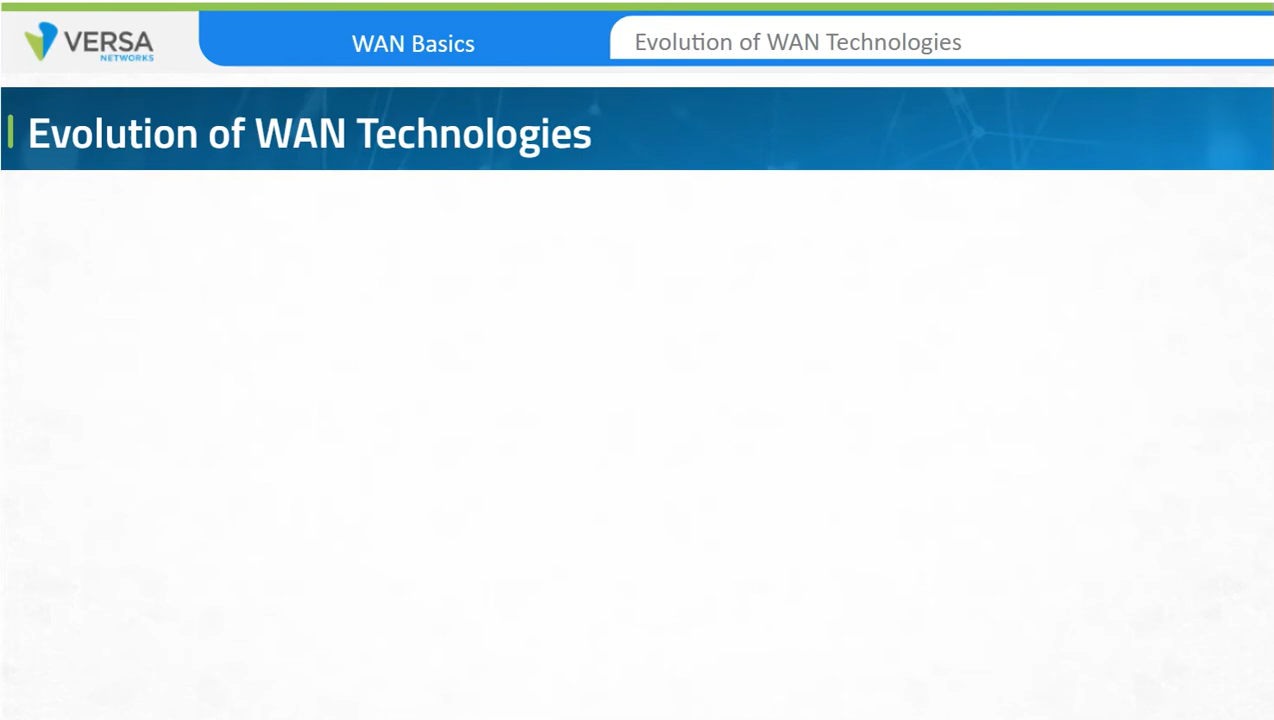 VERSA
NETWORKS
WAN Basics
Evolution of WAN Technologies
Evolution of WAN Technologies